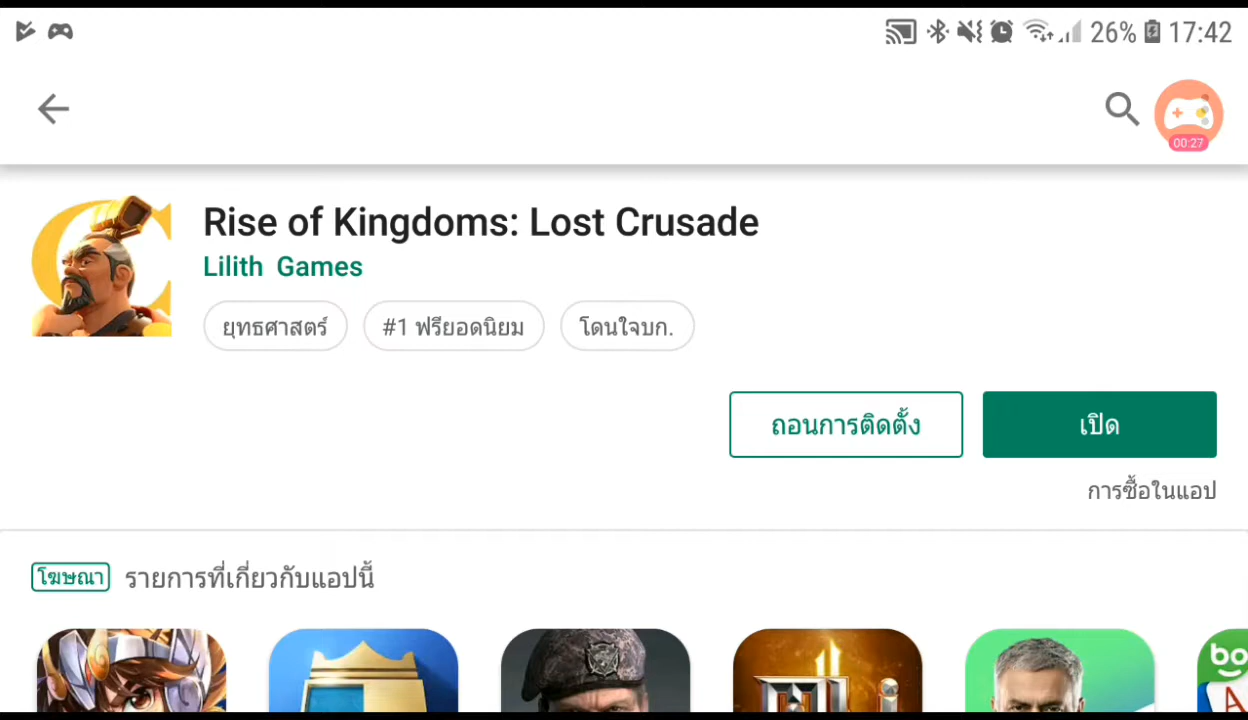 26% 17:42
00:27
Rise of Kingdoms: Lost Crusade
Lilith Games
ยุทธศาสตร์ #1 ฟรียอดนิยม โดนใจบก.
ถอนการติดตั้ง เปิด
การซื้อในแอป
โฆษณา รายการที่เกี่ยวกับแอปนี้
bo
A